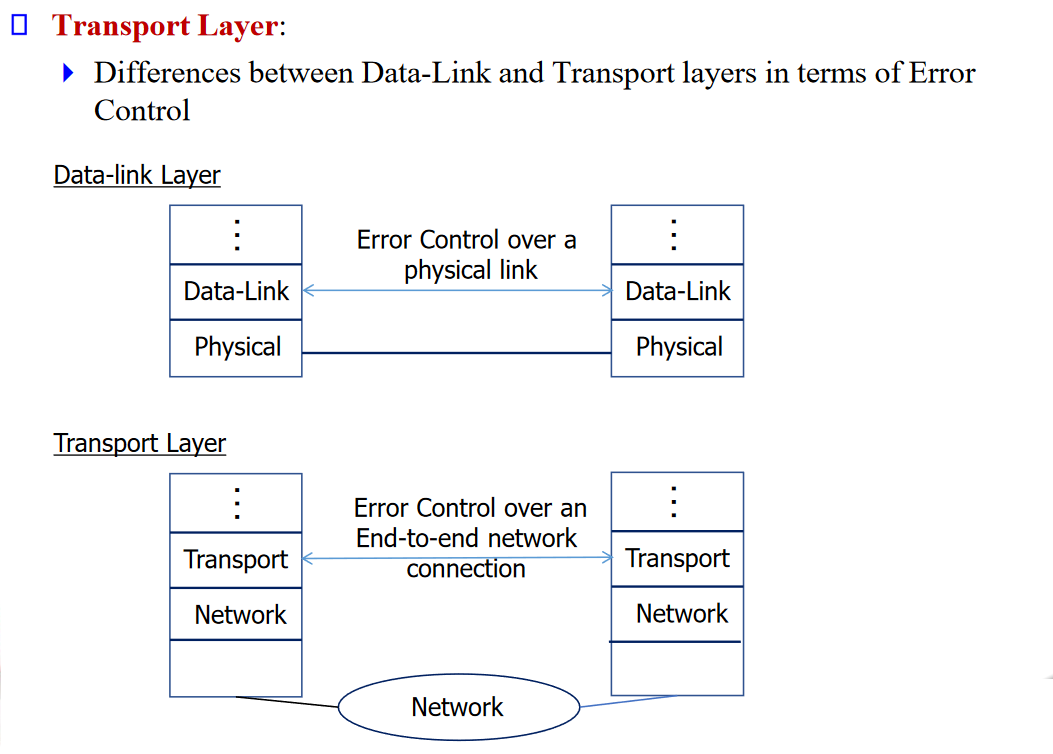 Transport Layer:
Differences between Data-Link and Transport layers in terms of Error
Control
Data-link Layer
Error Control over a
physical link
Data-Link
Data-Link
Physical
Physical
Transport Layer
Error Control over an
End-to-end network
connection
Transport
Transport
Network
Network
Network